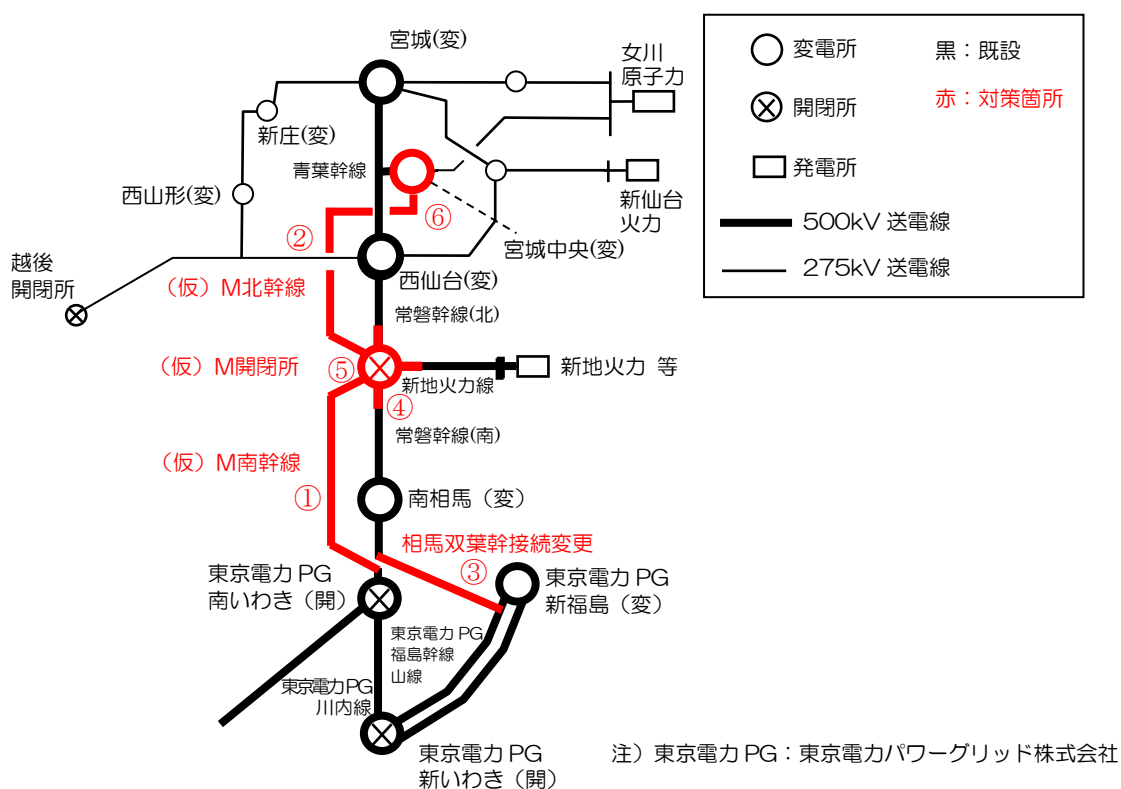 宮城(変)
女川
原子力
新庄(変)
青葉幹線
西山形(変)
新仙台
火力
⑥
②
宮城中央(変)
越後
開閉所
西仙台(変)
(仮)M北幹線
常磐幹線(北)
(仮)M開閉所
⑤
新地火力 等
新地火力線
④
常磐幹線(南)
(仮)M南幹線
①
南相馬(変)
相馬双葉幹接続変更
③
東京電力 PG
南いわき(開)
東京電力 PG
新福島(変)
東京電力 PG
福島幹線
山線
東京電力PG
川内線
東京電力 PG
新いわき(開)
変電所
黒:既設
開閉所
赤:対策箇所
発電所
500kV 送電線
275kV 送電線
注)東京電力 PG:東京電力パワーグリッド株式会社